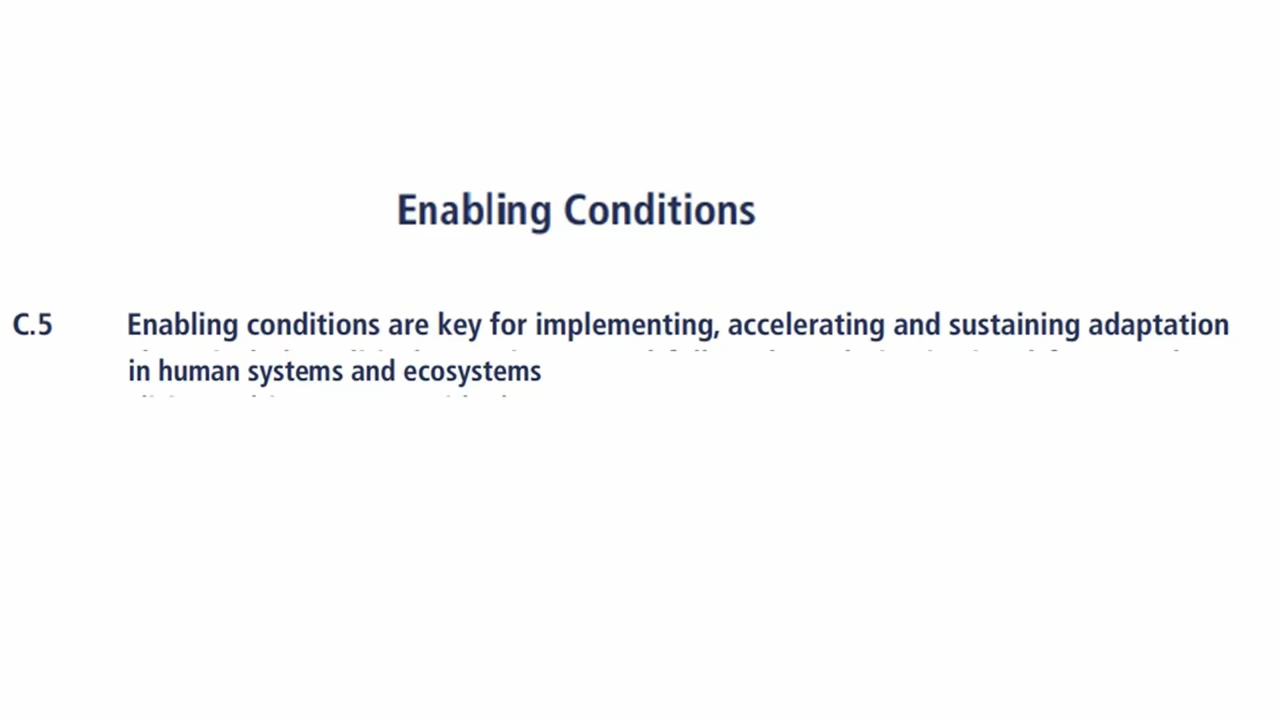 Enabling Conditions
C.5 Enabling conditions are key for implementing, accelerating and sustaining adaptation
in human systems and ecosystems